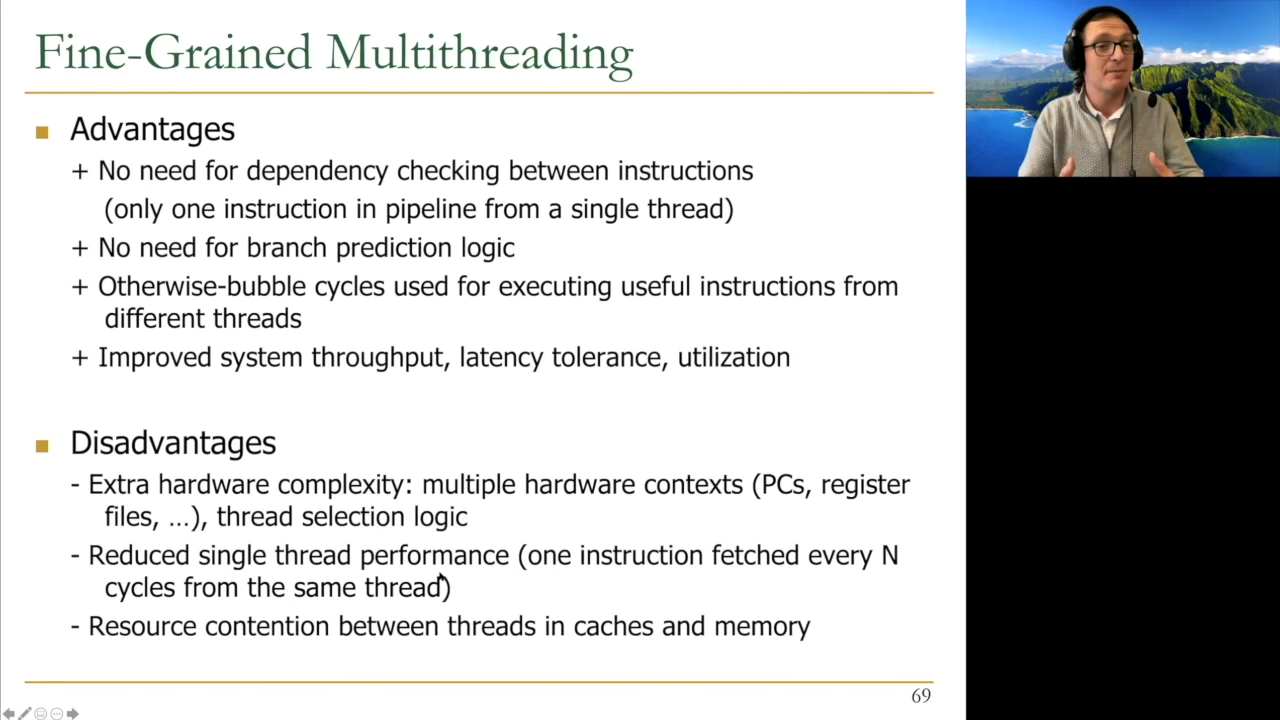 Fine-Grained Multithreading
Advantages
+ No need for dependency checking between instructions
(only one instruction in pipeline from a single thread)
+ No need for branch prediction logic
+ Otherwise-bubble cycles used for executing useful instructions from
different threads
+ Improved system throughput, latency tolerance, utilization
Disadvantages
- Extra hardware complexity: multiple hardware contexts (PCs, register
files, …), thread selection logic
- Reduced single thread performance (one instruction fetched every N
cycles from the same thread)
- Resource contention between threads in caches and memory
69